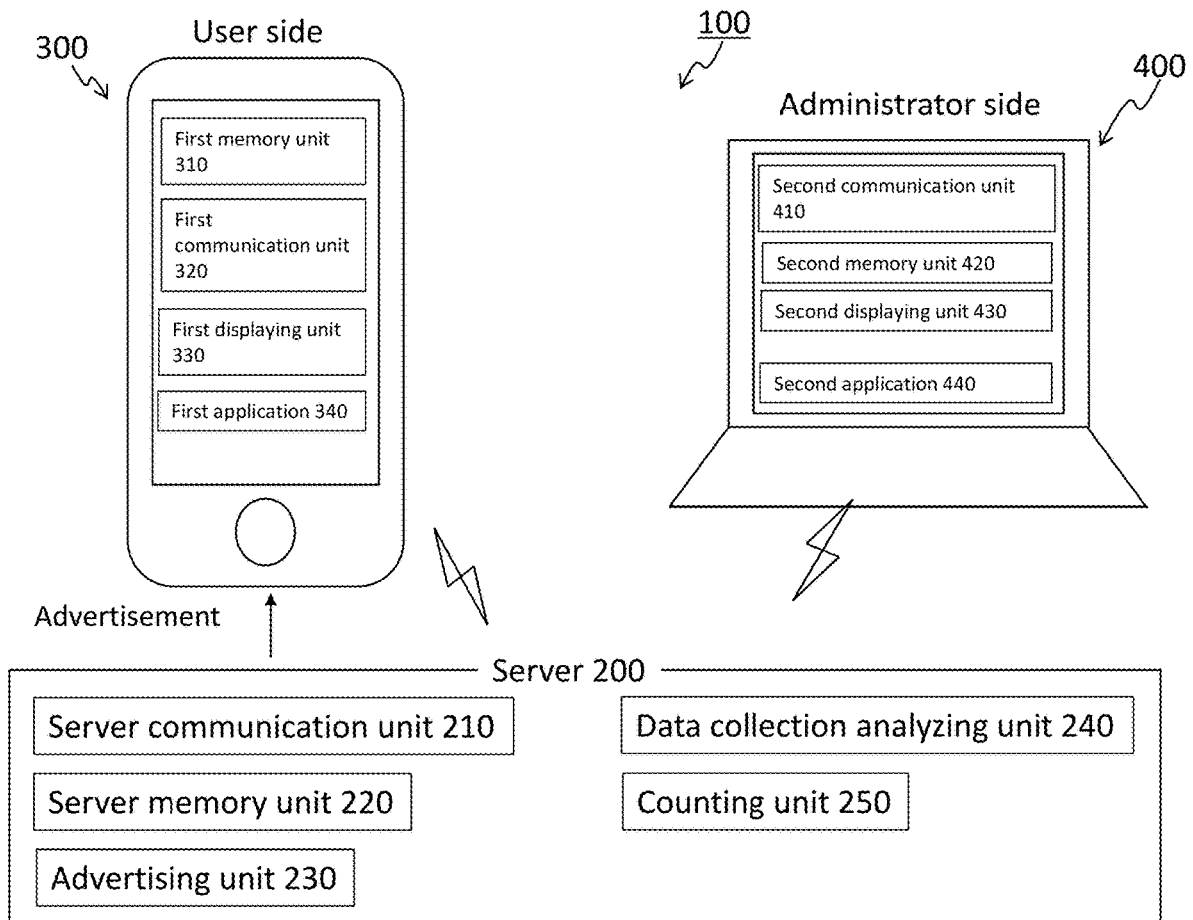 User side
300
First memory unit
310
First
communication unit
320
First displaying unit
330
First application 340
100
400
Administrator side
Second communication unit
410
Second memory unit 420
Second displaying unit 430
Second application 440
Advertisement
Server 200
Server communication unit 210
Server memory unit 220
Advertising unit 230
Data collection analyzing unit 240
Counting unit 250